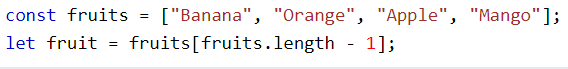 const fruits = ["Banana", "Orange", "Apple", "Mango"];
let fruit = fruits[fruits.length - 1];